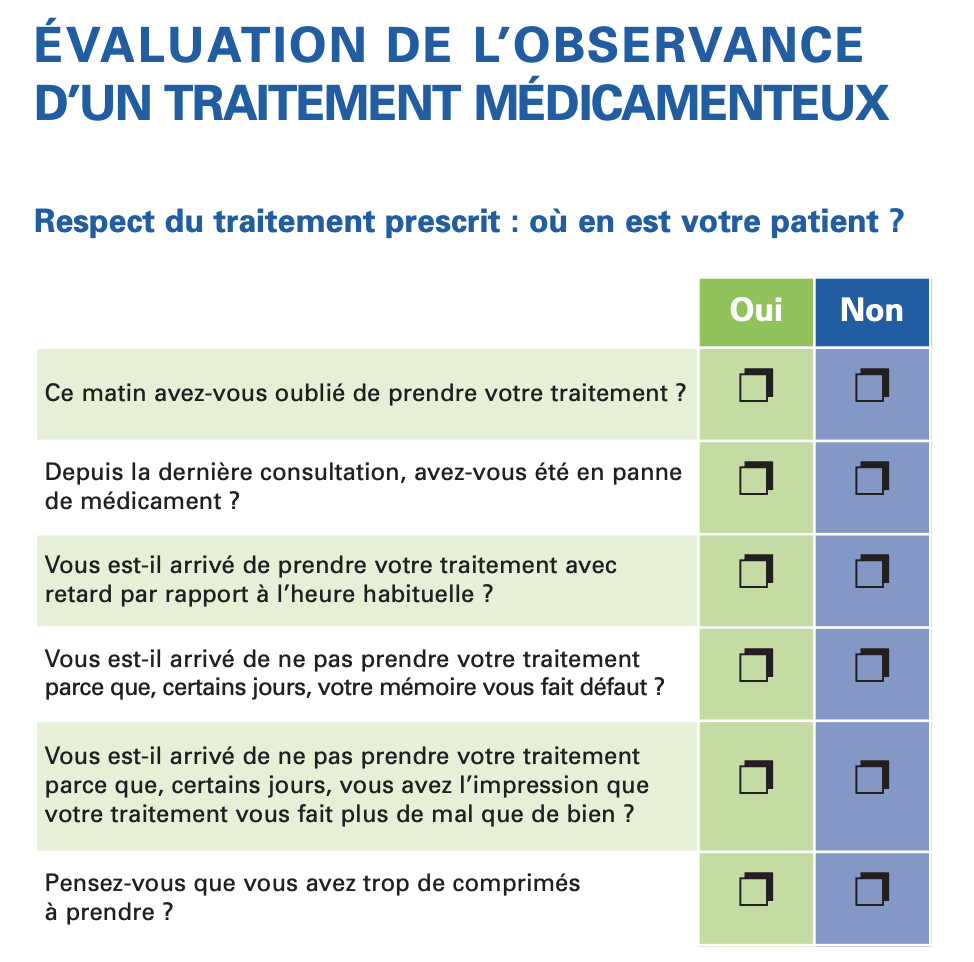 ÉVALUATION DE L’OBSERVANCE
D’UN TRAITEMENT MÉDICAMENTEUX
Respect du traitement prescrit : où en est votre patient ?
Oui Non
Ce matin avez-vous oublié de prendre votre traitement ?
Depuis la dernière consultation, avez-vous été en panne
de médicament ?
Vous est-il arrivé de prendre votre traitement avec
retard par rapport à l’heure habituelle ?
Vous est-il arrivé de ne pas prendre votre traitement
parce que, certains jours, votre mémoire vous fait défaut ?
Vous est-il arrivé de ne pas prendre votre traitement
parce que, certains jours, vous avez l’impression que
votre traitement vous fait plus de mal que de bien ?
Pensez-vous que vous avez trop de comprimés
à prendre ?